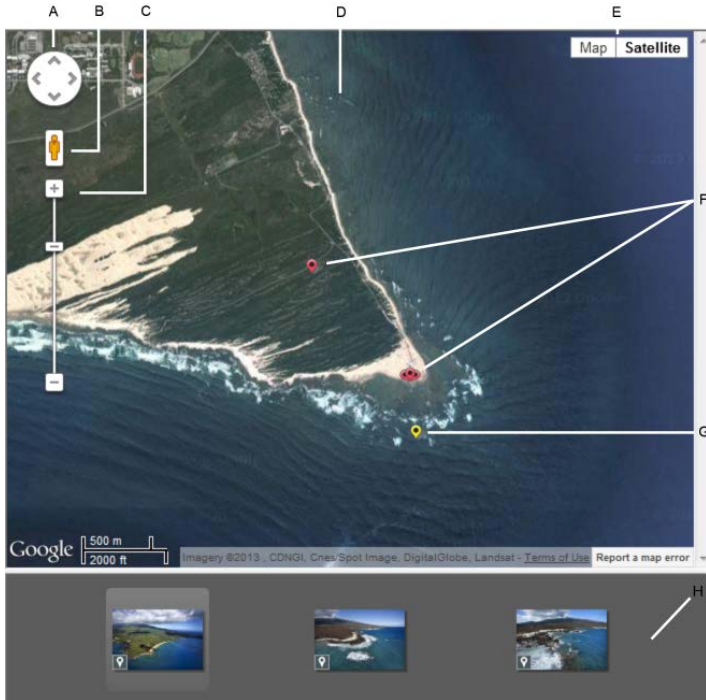 A B C D E
Map Satellite
F
G
Google 500 m
2000 ft
Imagery ©2013 , CDNGI, Cnes/Spot Image, DigitalGlobe, Landsat - Terms of Use Report a map error
H